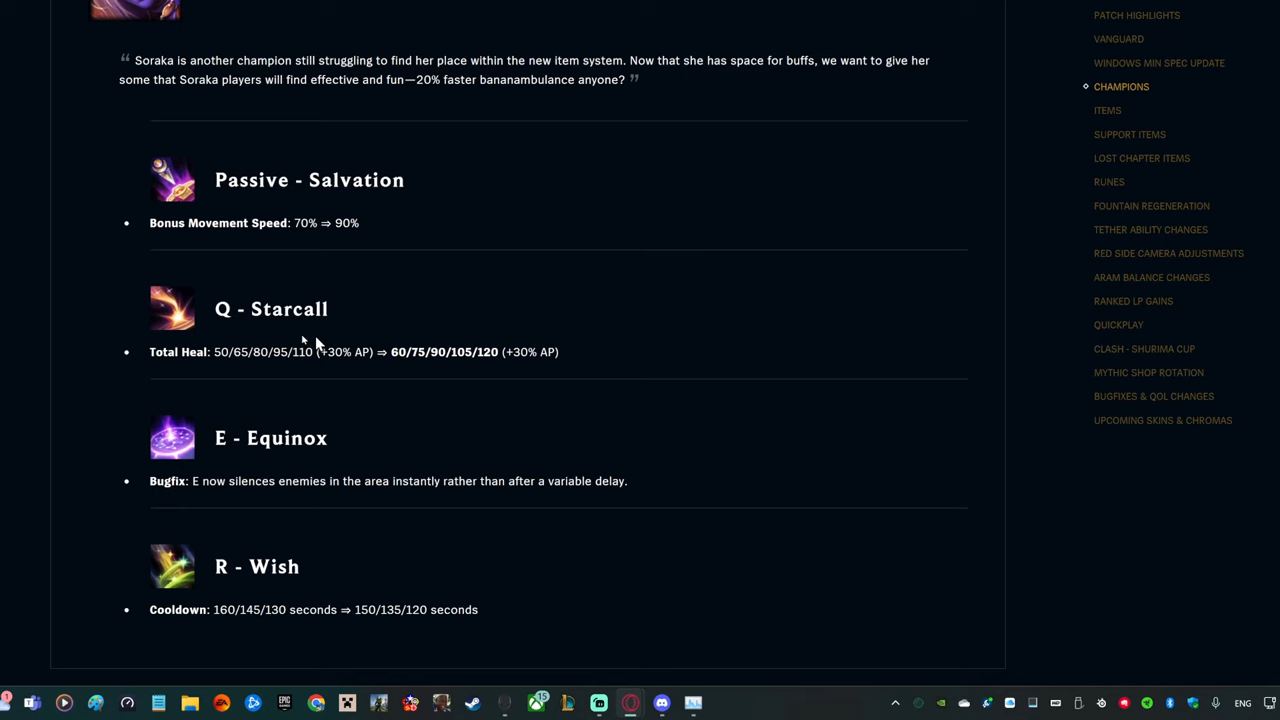 “ Soraka is another champion still struggling to find her place within the new item system. Now that she has space for buffs, we want to give her
some that Soraka players will find effective and fun—20% faster bananambulance anyone? ”
Passive - Salvation
• Bonus Movement Speed: 70% ⇒ 90%
Q - Starcall
• Total Heal: 50/65/80/95/110 (+30% AP) ⇒ 60/75/90/105/120 (+30% AP)
E - Equinox
• Bugfix: E now silences enemies in the area instantly rather than after a variable delay.
R - Wish
• Cooldown: 160/145/130 seconds ⇒ 150/135/120 seconds
PATCH HIGHLIGHTS
VANGUARD
WINDOWS MIN SPEC UPDATE
CHAMPIONS
ITEMS
SUPPORT ITEMS
LOST CHAPTER ITEMS
RUNES
FOUNTAIN REGENERATION
TETHER ABILITY CHANGES
RED SIDE CAMERA ADJUSTMENTS
ARAM BALANCE CHANGES
RANKED LP GAINS
QUICKPLAY
CLASH - SHURIMA CUP
MYTHIC SHOP ROTATION
BUGFIXES & QOL CHANGES
UPCOMING SKINS & CHROMAS
1
EA
EPIC GAMES
15
ENG